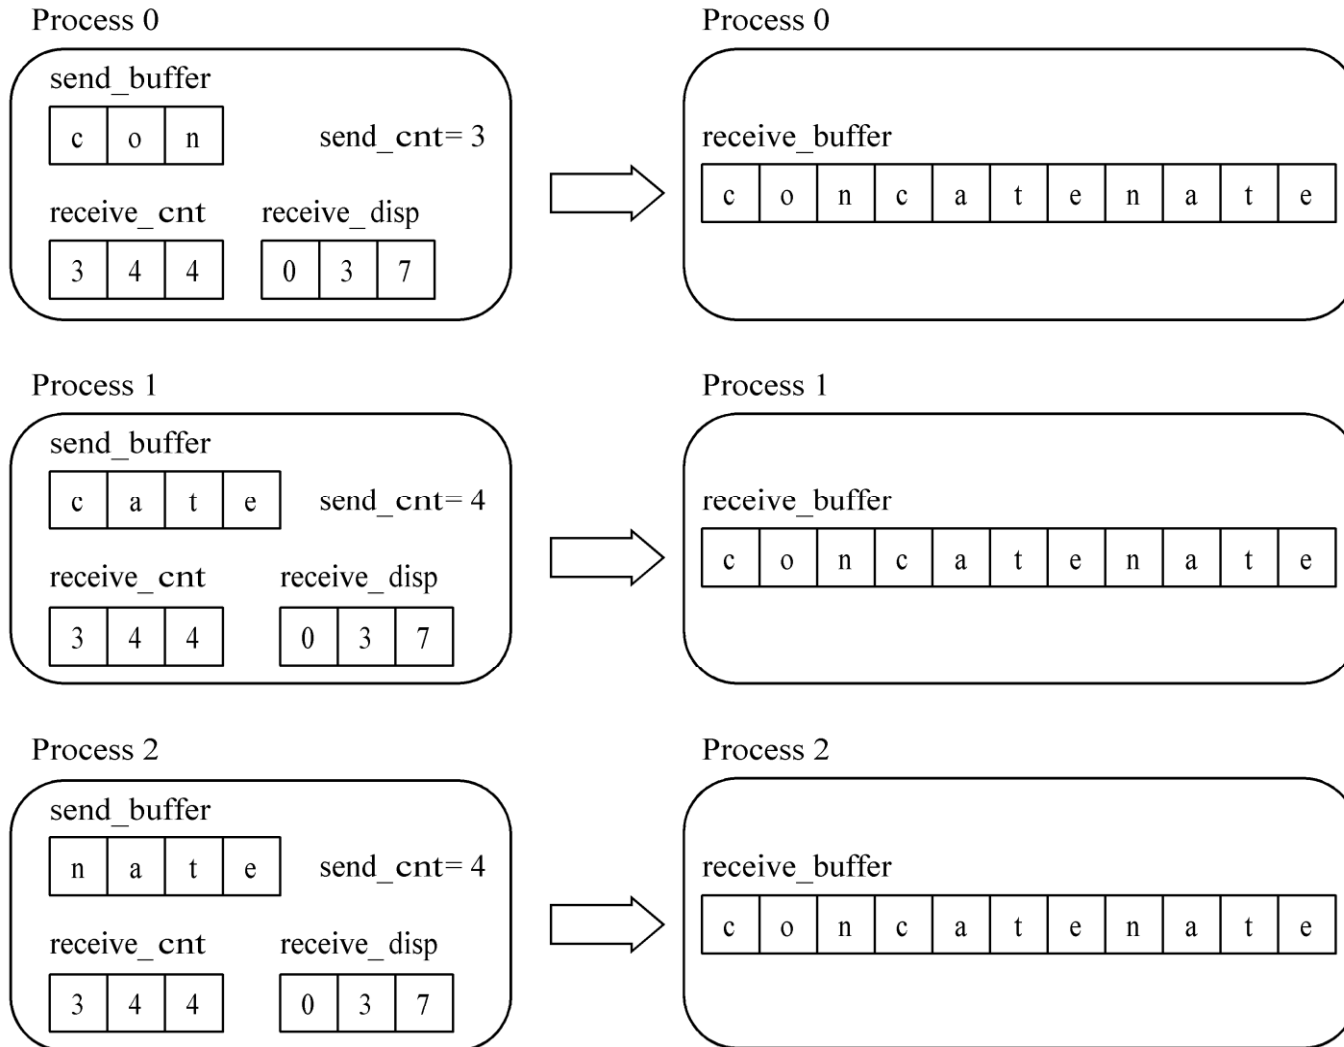 Process 0
send_buffer
c o n send_cnt= 3
receive_cnt receive_disp
3 4 4 0 3 7
Process 0
receive_buffer
c o n c a t e n a t e
Process 1
send_buffer
c a t e send_cnt= 4
receive_cnt receive_disp
3 4 4 0 3 7
Process 1
receive_buffer
c o n c a t e n a t e
Process 2
send_buffer
n a t e send_cnt= 4
receive_cnt receive_disp
3 4 4 0 3 7
Process 2
receive_buffer
c o n c a t e n a t e